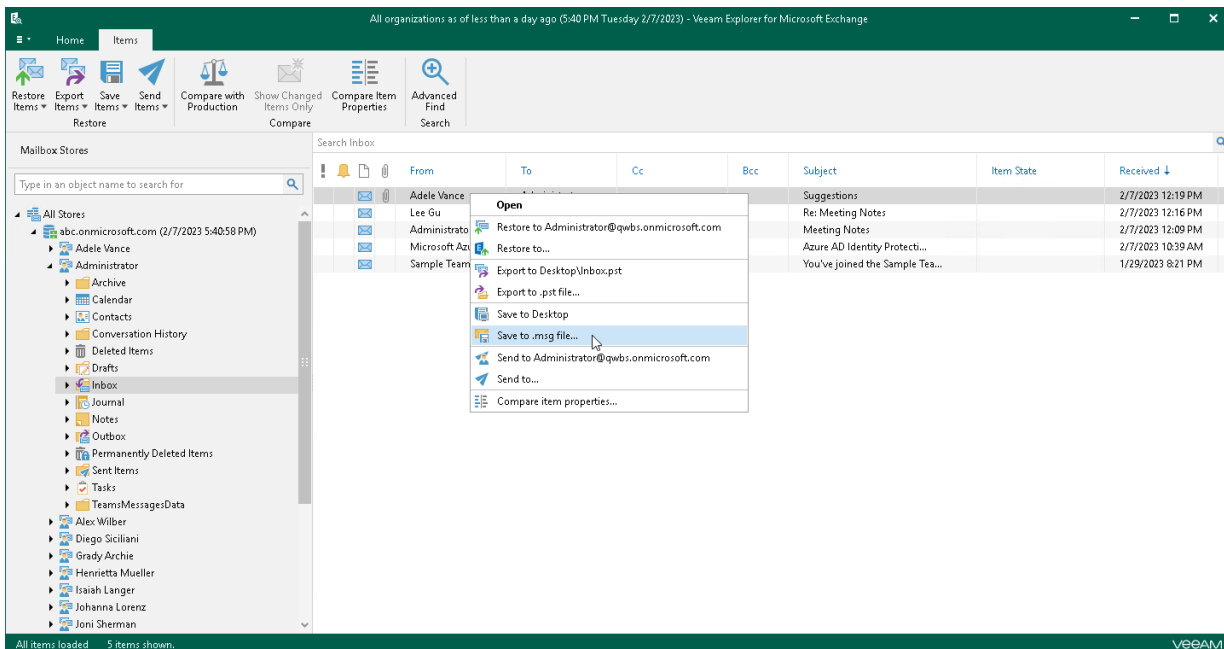 All organizations as of less than a day ago (5:40 PM Tuesday 2/7/2023) - Veeam Explorer for Microsoft Exchange
Home Items
Restore Items Export Items Save Items Send Items Compare with Production Show Changed Items Only Compare Item Properties Advanced Find
Restore Compare Search
Mailbox Stores
Type in an object name to search for
All Stores
abc.onmicrosoft.com (2/7/2023 5:40:58 PM)
Adele Vance
Administrator
Archive
Calendar
Contacts
Conversation History
Deleted Items
Drafts
Inbox
Journal
Notes
Outbox
Permanently Deleted Items
Sent Items
Tasks
TeamsMessagesData
Alex Wilber
Diego Siciliani
Grady Archie
Henrietta Mueller
Isaiah Langer
Johanna Lorenz
Joni Sherman
Search Inbox
From To Cc Bcc Subject Item State Received
Adele Vance Suggestions 2/7/2023 12:19 PM
Lee Gu Re: Meeting Notes 2/7/2023 12:16 PM
Administrato Meeting Notes 2/7/2023 12:09 PM
Microsoft Azu Azure AD Identity Protecti... 2/7/2023 10:39 AM
Sample Team You've joined the Sample Tea... 1/29/2023 8:21 PM
Open
Restore to Administrator@qwbs.onmicrosoft.com
Restore to...
Export to Desktop\Inbox.pst
Export to .pst file...
Save to Desktop
Save to .msg file...
Send to Administrator@qwbs.onmicrosoft.com
Send to...
Compare item properties...
All items loaded 5 items shown.
veeam